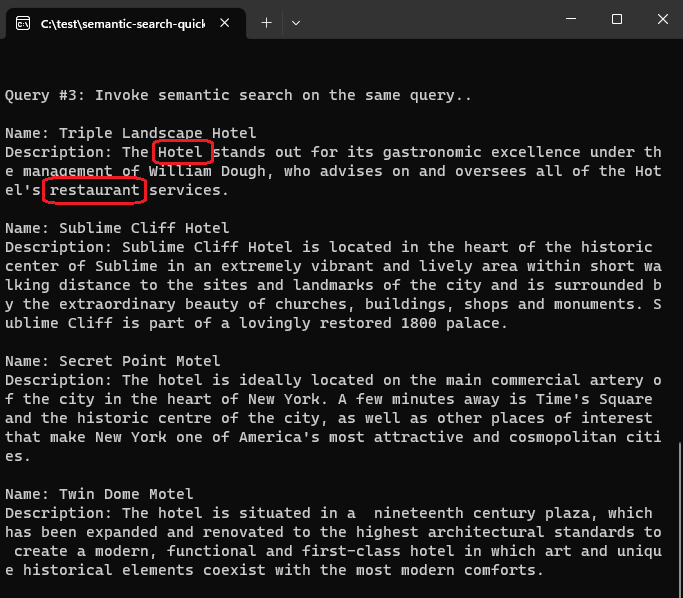 C:\test\semantic-search-quick
Query #3: Invoke semantic search on the same query..
Name: Triple Landscape Hotel
Description: The Hotel stands out for its gastronomic excellence under th
e management of William Dough, who advises on and oversees all of the Hot
el's restaurant services.
Name: Sublime Cliff Hotel
Description: Sublime Cliff Hotel is located in the heart of the historic
center of Sublime in an extremely vibrant and lively area within short wa
lking distance to the sites and landmarks of the city and is surrounded b
y the extraordinary beauty of churches, buildings, shops and monuments. S
ublime Cliff is part of a lovingly restored 1800 palace.
Name: Secret Point Motel
Description: The hotel is ideally located on the main commercial artery o
f the city in the heart of New York. A few minutes away is Time's Square
and the historic centre of the city, as well as other places of interest
that make New York one of America's most attractive and cosmopolitan citi
es.
Name: Twin Dome Motel
Description: The hotel is situated in a  nineteenth century plaza, which
has been expanded and renovated to the highest architectural standards to
 create a modern, functional and first-class hotel in which art and uniqu
e historical elements coexist with the most modern comforts.